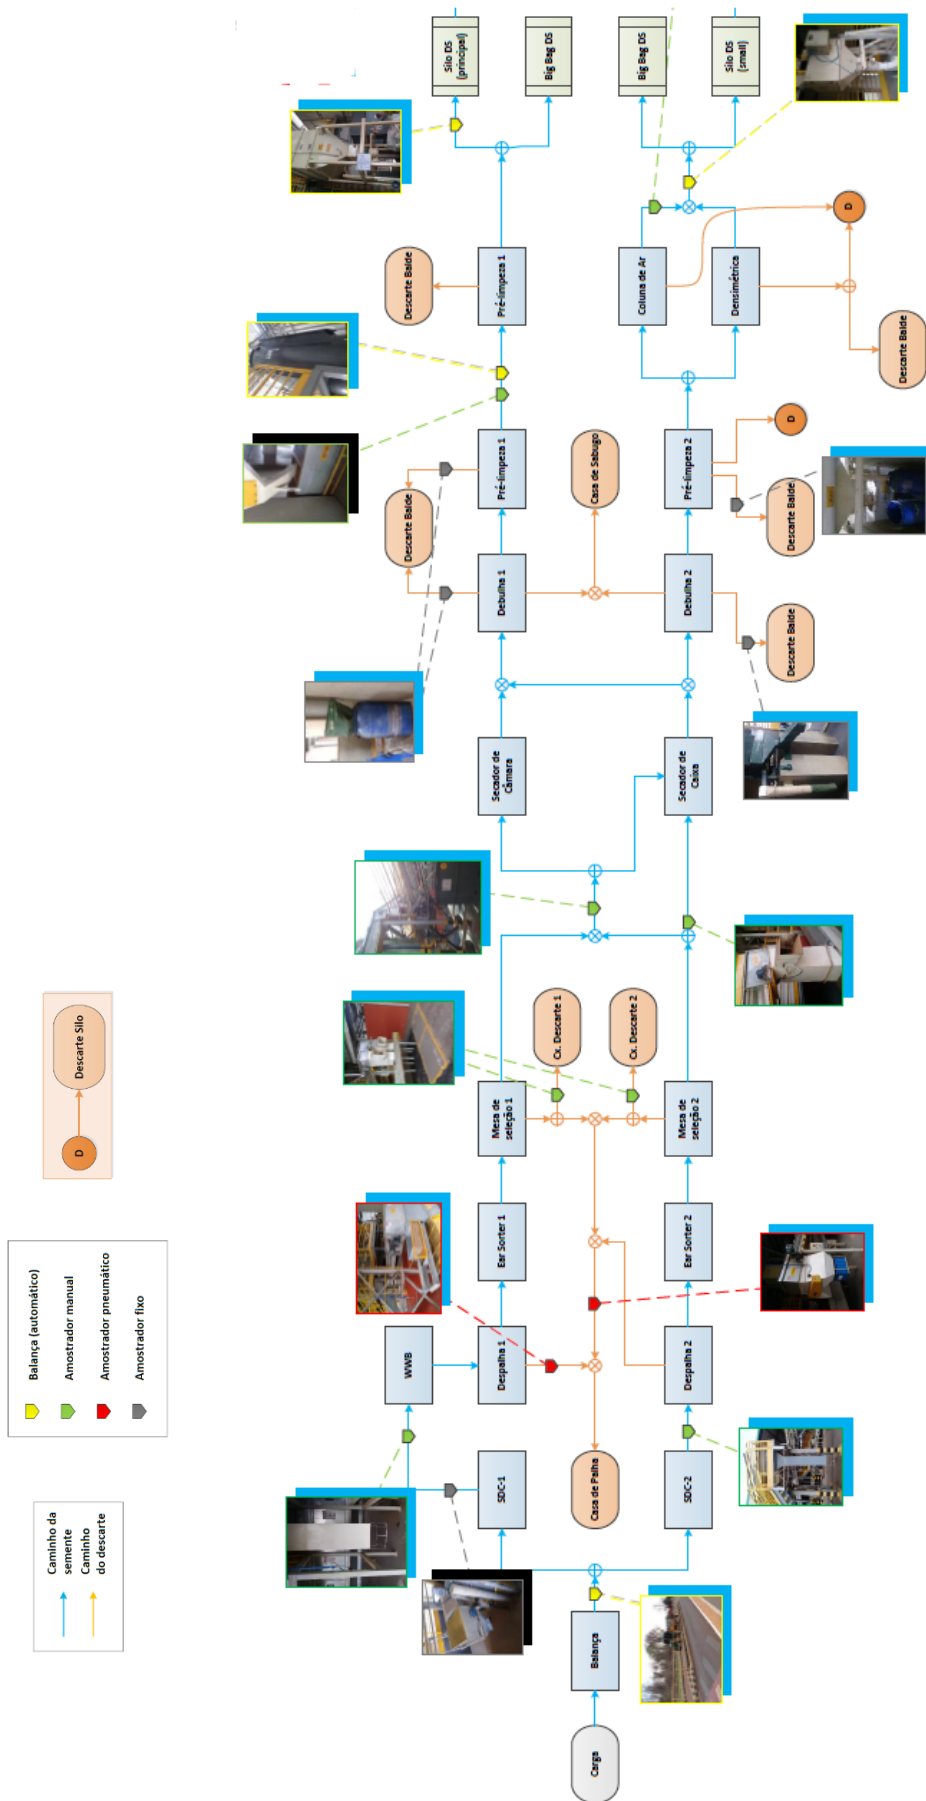 Caminho da
semente
Caminho
do descarte
Balança (automático)
Amostrador manual
Amostrador pneumático
Amostrador fixo
D
Descarte Silo
Carga
Balança
SDC-1
SDC-2
WWB
Casa de Palha
Despalha 1
Despalha 2
Ear Sorter 1
Ear Sorter 2
Mesa de
seleção 1
Mesa de
seleção 2
Cx. Descarte 1
Cx. Descarte 2
Secador de
Câmara
Secador de
Caixa
Debulha 1
Debulha 2
Descarte Balde
Descarte Balde
Casa de Sabugo
Pré-limpeza 1
Pré-limpeza 2
Descarte Balde
D
Descarte Balde
Pré-limpeza 1
Coluna de Ar
Densimétrica
Descarte Balde
D
Silo DS
(principal)
Big Bag DS
Big Bag DS
Silo DS
(small)